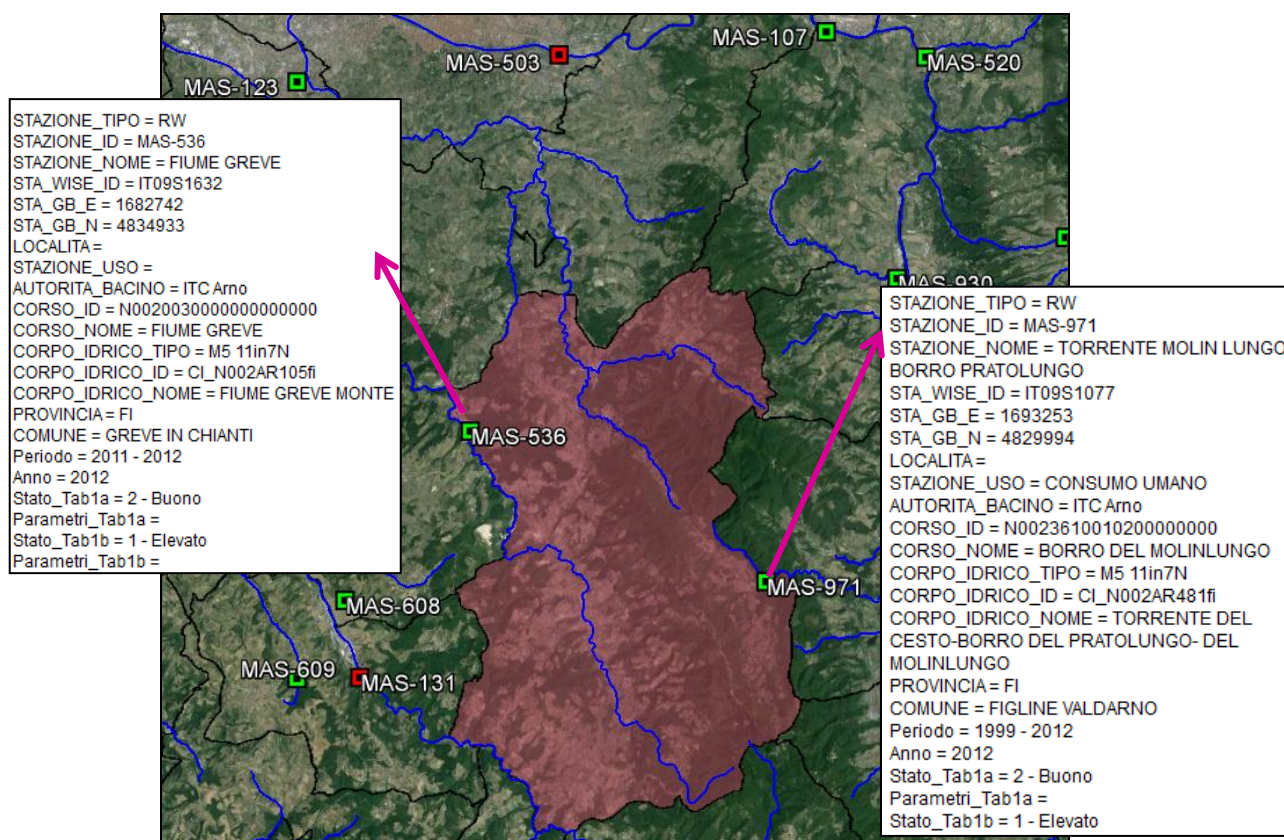 MAS-107
MAS-503
MAS-520
MAS-123
STAZIONE_TIPO = RW
STAZIONE_ID = MAS-536
STAZIONE_NOME = FIUME GREVE
STA_WISE_ID = IT09S1632
STA_GB_E = 1682742
STA_GB_N = 4834933
LOCALITA =
STAZIONE_USO =
AUTORITA_BACINO = ITC Arno
CORSO_ID = N0020030000000000000
CORSO_NOME = FIUME GREVE
CORPO_IDRICO_TIPO = M5 11in7N
CORPO_IDRICO_ID = CI_N002AR105fi
CORPO_IDRICO_NOME = FIUME GREVE MONTE
PROVINCIA = FI
COMUNE = GREVE IN CHIANTI
Periodo = 2011 - 2012
Anno = 2012
Stato_Tab1a = 2 - Buono
Parametri_Tab1a =
Stato_Tab1b = 1 - Elevato
Parametri_Tab1b =
MAS-930
STAZIONE_TIPO = RW
STAZIONE_ID = MAS-971
STAZIONE_NOME = TORRENTE MOLIN LUNGO
BORRO PRATOLUNGO
STA_WISE_ID = IT09S1077
STA_GB_E = 1693253
STA_GB_N = 4829994
LOCALITA =
STAZIONE_USO = CONSUMO UMANO
AUTORITA_BACINO = ITC Arno
CORSO_ID = N0023610010200000000
CORSO_NOME = BORRO DEL MOLINLUNGO
CORPO_IDRICO_TIPO = M5 11in7N
CORPO_IDRICO_ID = CI_N002AR481fi
CORPO_IDRICO_NOME = TORRENTE DEL
CESTO-BORRO DEL PRATOLUNGO- DEL
MOLINLUNGO
PROVINCIA = FI
COMUNE = FIGLINE VALDARNO
Periodo = 1999 - 2012
Anno = 2012
Stato_Tab1a = 2 - Buono
Parametri_Tab1a =
Stato_Tab1b = 1 - Elevato
MAS-536
MAS-971
MAS-608
MAS-609
MAS-131